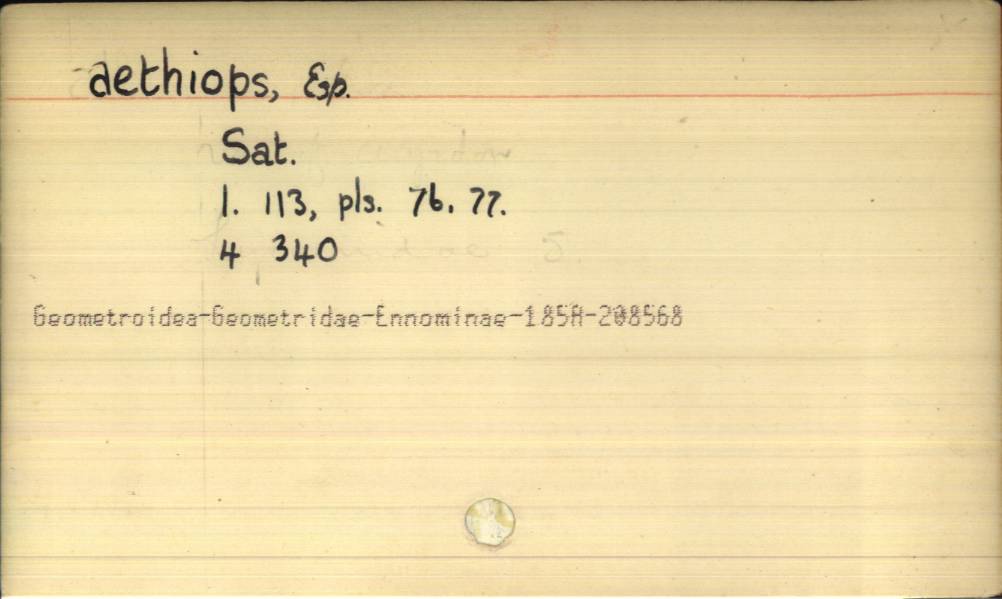 aethiops, Esp.
Sat.
1. 113, pls. 76. 77.
4 340
Geometroidea-Geometridae-Ennominae-185A-208568